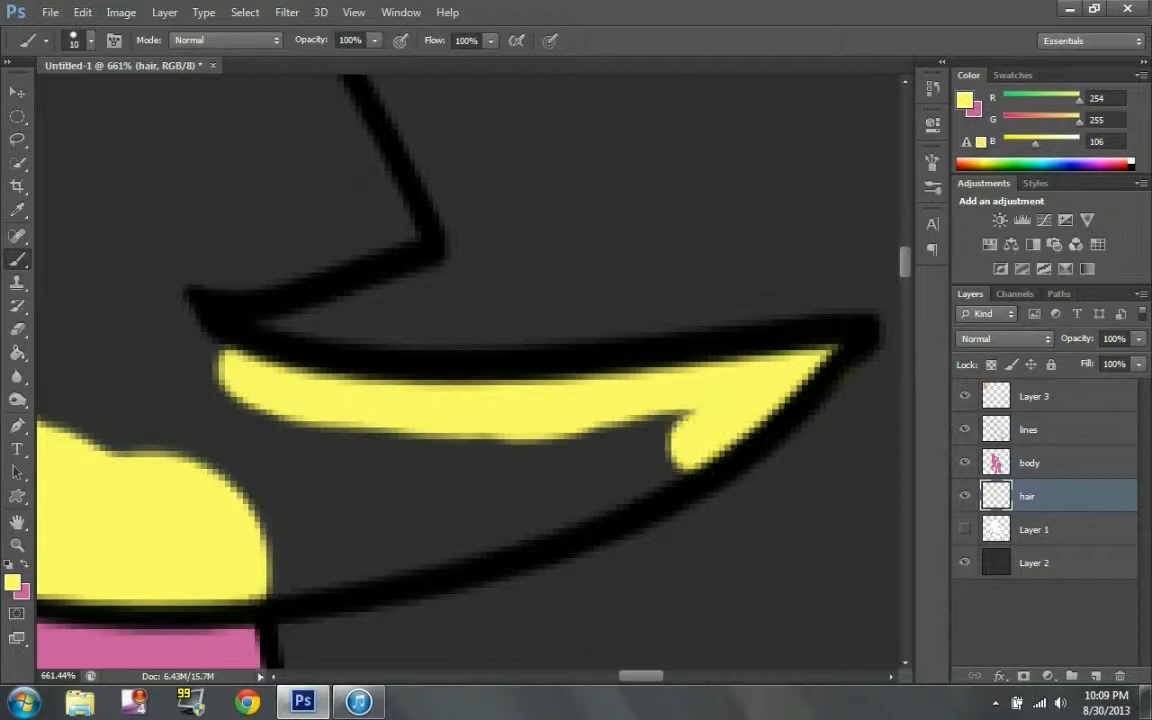 Ps File Edit Image Layer Type Select Filter 3D View Window Help
10 Mode: Normal Opacity: 100% Flow: 100% Essentials
Untitled-1 @ 661% (hair, RGB/8) * ×
Color Swatches
R 254
G 255
B 106
Adjustments Styles
Add an adjustment
Layers Channels Paths
Kind
Normal Opacity: 100%
Lock: Fill: 100%
Layer 3
lines
body
hair
Layer 1
Layer 2
661.44% Doc: 6.43M/15.7M
99 Ps 10:09 PM
8/30/2013